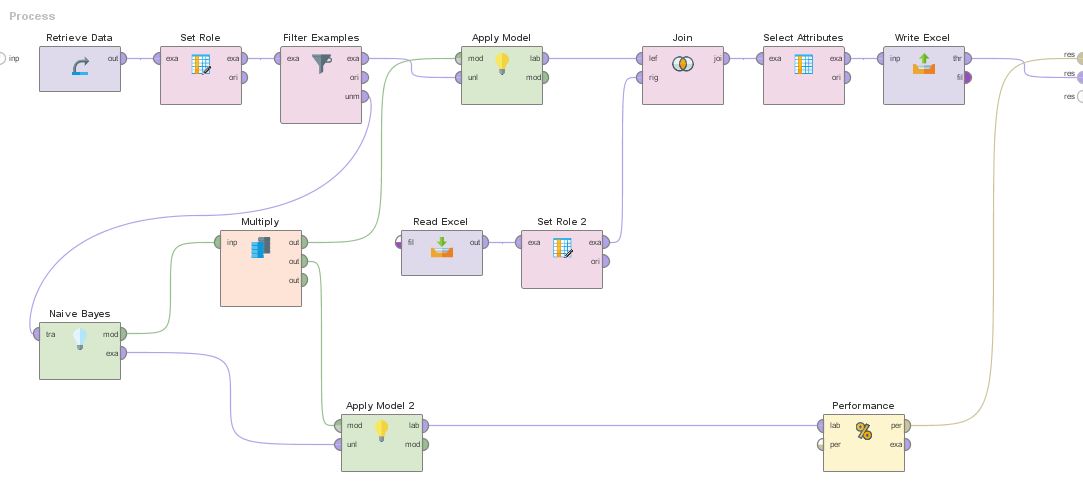 Process
Retrieve Data
Set Role
Filter Examples
Apply Model
Join
Select Attributes
Write Excel
inp
out
exa
exa
ori
exa
exa
ori
unm
mod
unl
lab
mod
lef
rig
joi
exa
exa
ori
inp
thr
fil
res
res
res
Multiply
Read Excel
Set Role 2
inp
out
out
out
fil
out
exa
exa
ori
Naive Bayes
tra
mod
exa
Apply Model 2
Performance
mod
unl
lab
mod
lab
per
per
exa